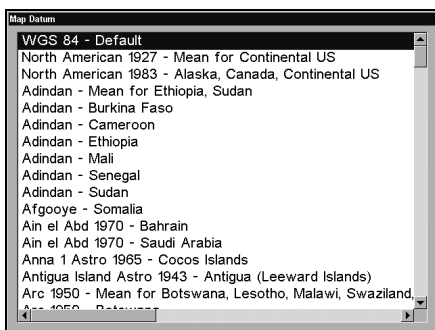 Map Datum
WGS 84 - Default
North American 1927 - Mean for Continental US
North American 1983 - Alaska, Canada, Continental US
Adindan - Mean for Ethiopia, Sudan
Adindan - Burkina Faso
Adindan - Cameroon
Adindan - Ethiopia
Adindan - Mali
Adindan - Senegal
Adindan - Sudan
Afgooye - Somalia
Ain el Abd 1970 - Bahrain
Ain el Abd 1970 - Saudi Arabia
Anna 1 Astro 1965 - Cocos Islands
Antigua Island Astro 1943 - Antigua (Leeward Islands)
Arc 1950 - Mean for Botswana, Lesotho, Malawi, Swaziland,
Arc 1950 - Botswana